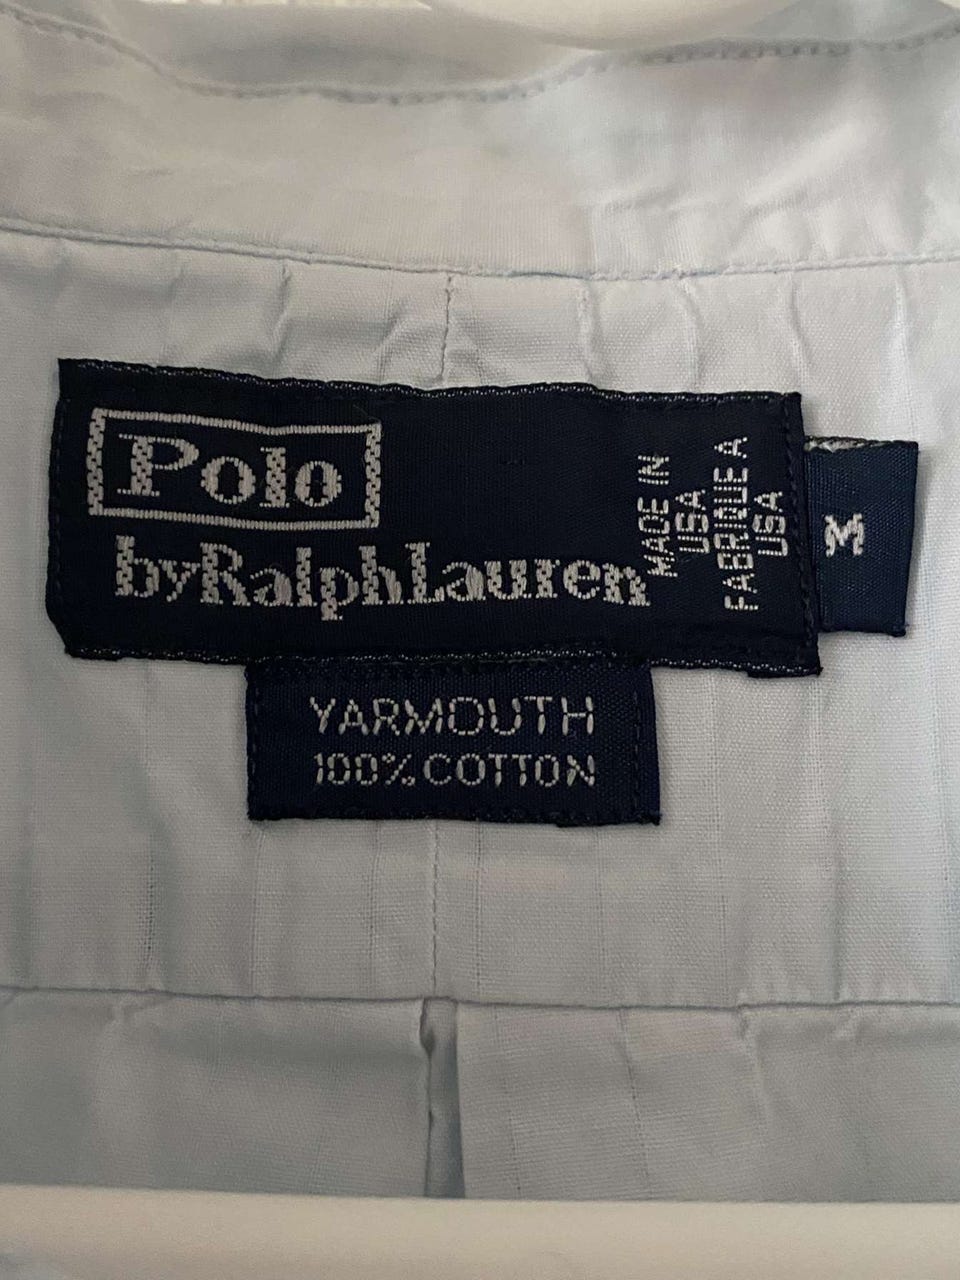 Polo
byRalphLauren
MADE IN
USA
FABRIQUE A
USA
M
YARMOUTH
100% COTTON